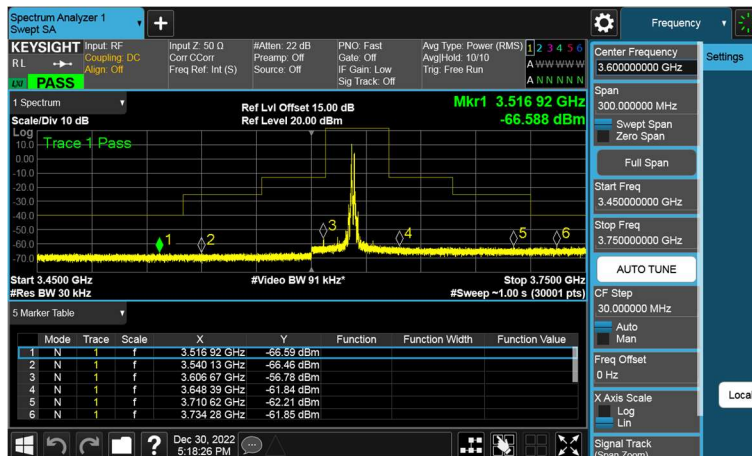 Spectrum Analyzer 1
Swept SA
Frequency
KEYSIGHT
RL
LXI PASS
Input: RF
Coupling: DC
Align: Off
Input Z: 50 Ω
Corr CCorr
Freq Ref: Int (S)
#Atten: 22 dB
Preamp: Off
Source: Off
PNO: Fast
Gate: Off
IF Gain: Low
Sig Track: Off
Avg Type: Power (RMS)
Avg|Hold: 10/10
Trig: Free Run
1 2 3 4 5 6
A W W W W W
A N N N N N
1 Spectrum
Scale/Div 10 dB
Ref Lvl Offset 15.00 dB
Ref Level 20.00 dBm
Mkr1 3.516 92 GHz
-66.588 dBm
Log
Trace 1 Pass
10.0
0.00
-10.0
-20.0
-30.0
-40.0
-50.0
-60.0
-70.0
1 2 3 4 5 6
Start 3.4500 GHz
#Video BW 91 kHz*
Stop 3.7500 GHz
#Res BW 30 kHz
#Sweep ~1.00 s (30001 pts)
5 Marker Table
Mode Trace Scale X Y Function Function Width Function Value
1 N 1 f 3.516 92 GHz -66.59 dBm
2 N 1 f 3.540 13 GHz -66.46 dBm
3 N 1 f 3.606 67 GHz -56.78 dBm
4 N 1 f 3.648 39 GHz -61.84 dBm
5 N 1 f 3.710 62 GHz -62.21 dBm
6 N 1 f 3.734 28 GHz -61.85 dBm
?
Dec 30, 2022
5:18:26 PM
Center Frequency
3.600000000 GHz
Settings
Span
300.000000 MHz
Swept Span
Zero Span
Full Span
Start Freq
3.450000000 GHz
Stop Freq
3.750000000 GHz
AUTO TUNE
CF Step
30.000000 MHz
Auto
Man
Freq Offset
0 Hz
X Axis Scale
Log
Lin
Local
Signal Track
(Span Zoom)